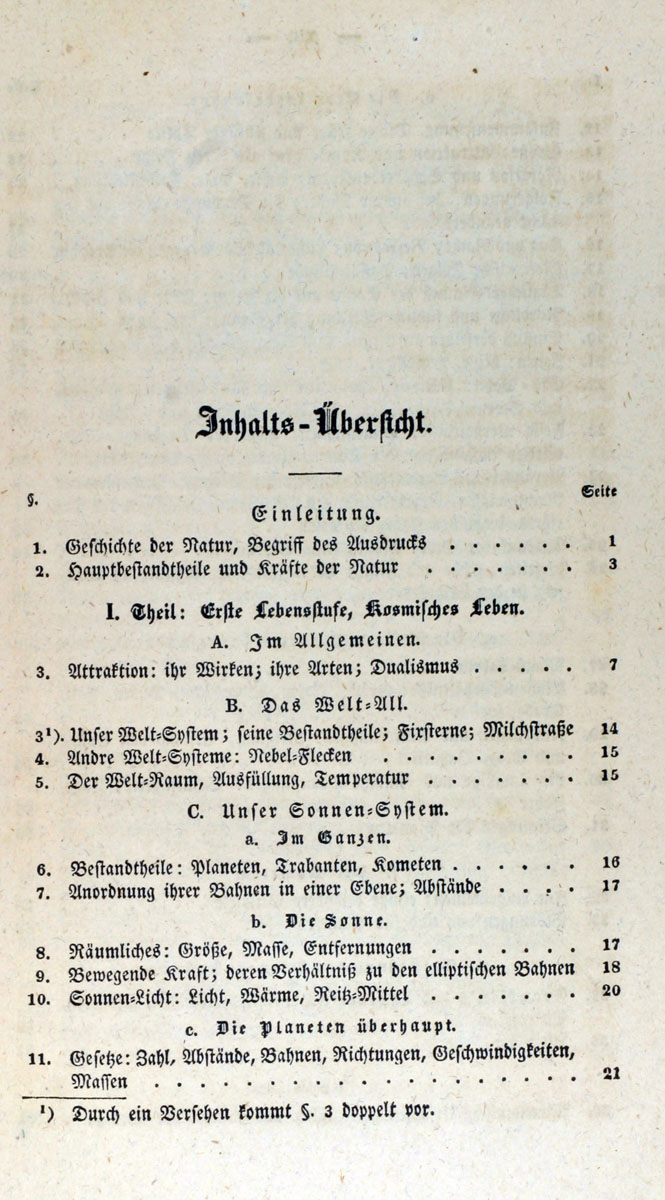 Inhalts-Übersicht.
§. Seite
Einleitung.
1. Geschichte der Natur, Begriff des Ausdrucks . . . . . . 1
2. Hauptbestandtheile und Kräfte der Natur . . . . . . . 3
I. Theil: Erste Lebensstufe, Kosmisches Leben.
A. Im Allgemeinen.
3. Attraktion: ihr Wirken; ihre Arten; Dualismus . . . . . 7
B. Das Welt-All.
3¹). Unser Welt-System; seine Bestandtheile; Fixsterne; Milchstraße 14
4. Andre Welt-Systeme: Nebel-Flecken . . . . . . . . . 15
5. Der Welt-Raum, Ausfüllung, Temperatur . . . . . . . 15
C. Unser Sonnen-System.
a. Im Ganzen.
6. Bestandtheile: Planeten, Trabanten, Kometen . . . . . . 16
7. Anordnung ihrer Bahnen in einer Ebene; Abstände . . . . 17
b. Die Sonne.
8. Räumliches: Größe, Masse, Entfernungen . . . . . . . 17
9. Bewegende Kraft; deren Verhältniß zu den elliptischen Bahnen 18
10. Sonnen-Licht: Licht, Wärme, Reitz-Mittel . . . . . . . 20
c. Die Planeten überhaupt.
11. Gesetze: Zahl, Abstände, Bahnen, Richtungen, Geschwindigkeiten,
Massen . . . . . . . . . . . . . . . . . 21
¹) Durch ein Versehen kommt §. 3 doppelt vor.